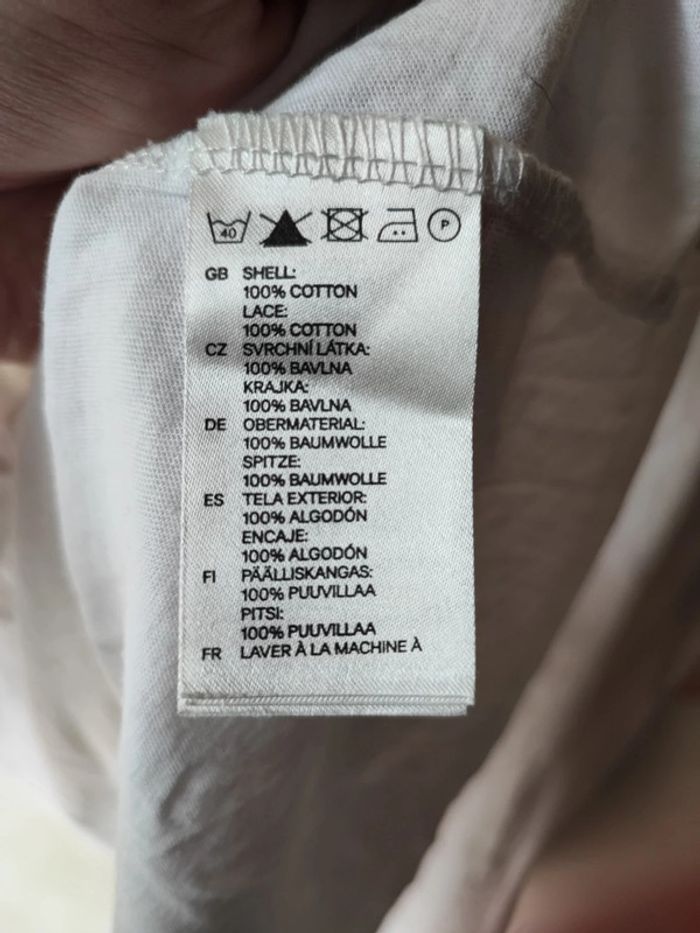 40 P
GB SHELL:
100% COTTON
LACE:
100% COTTON
CZ SVRCHNÍ LÁTKA:
100% BAVLNA
KRAJKA:
100% BAVLNA
DE OBERMATERIAL:
100% BAUMWOLLE
SPITZE:
100% BAUMWOLLE
ES TELA EXTERIOR:
100% ALGODÓN
ENCAJE:
100% ALGODÓN
FI PÄÄLLISKANGAS:
100% PUUVILLAA
PITSI:
100% PUUVILLAA
FR LAVER À LA MACHINE À